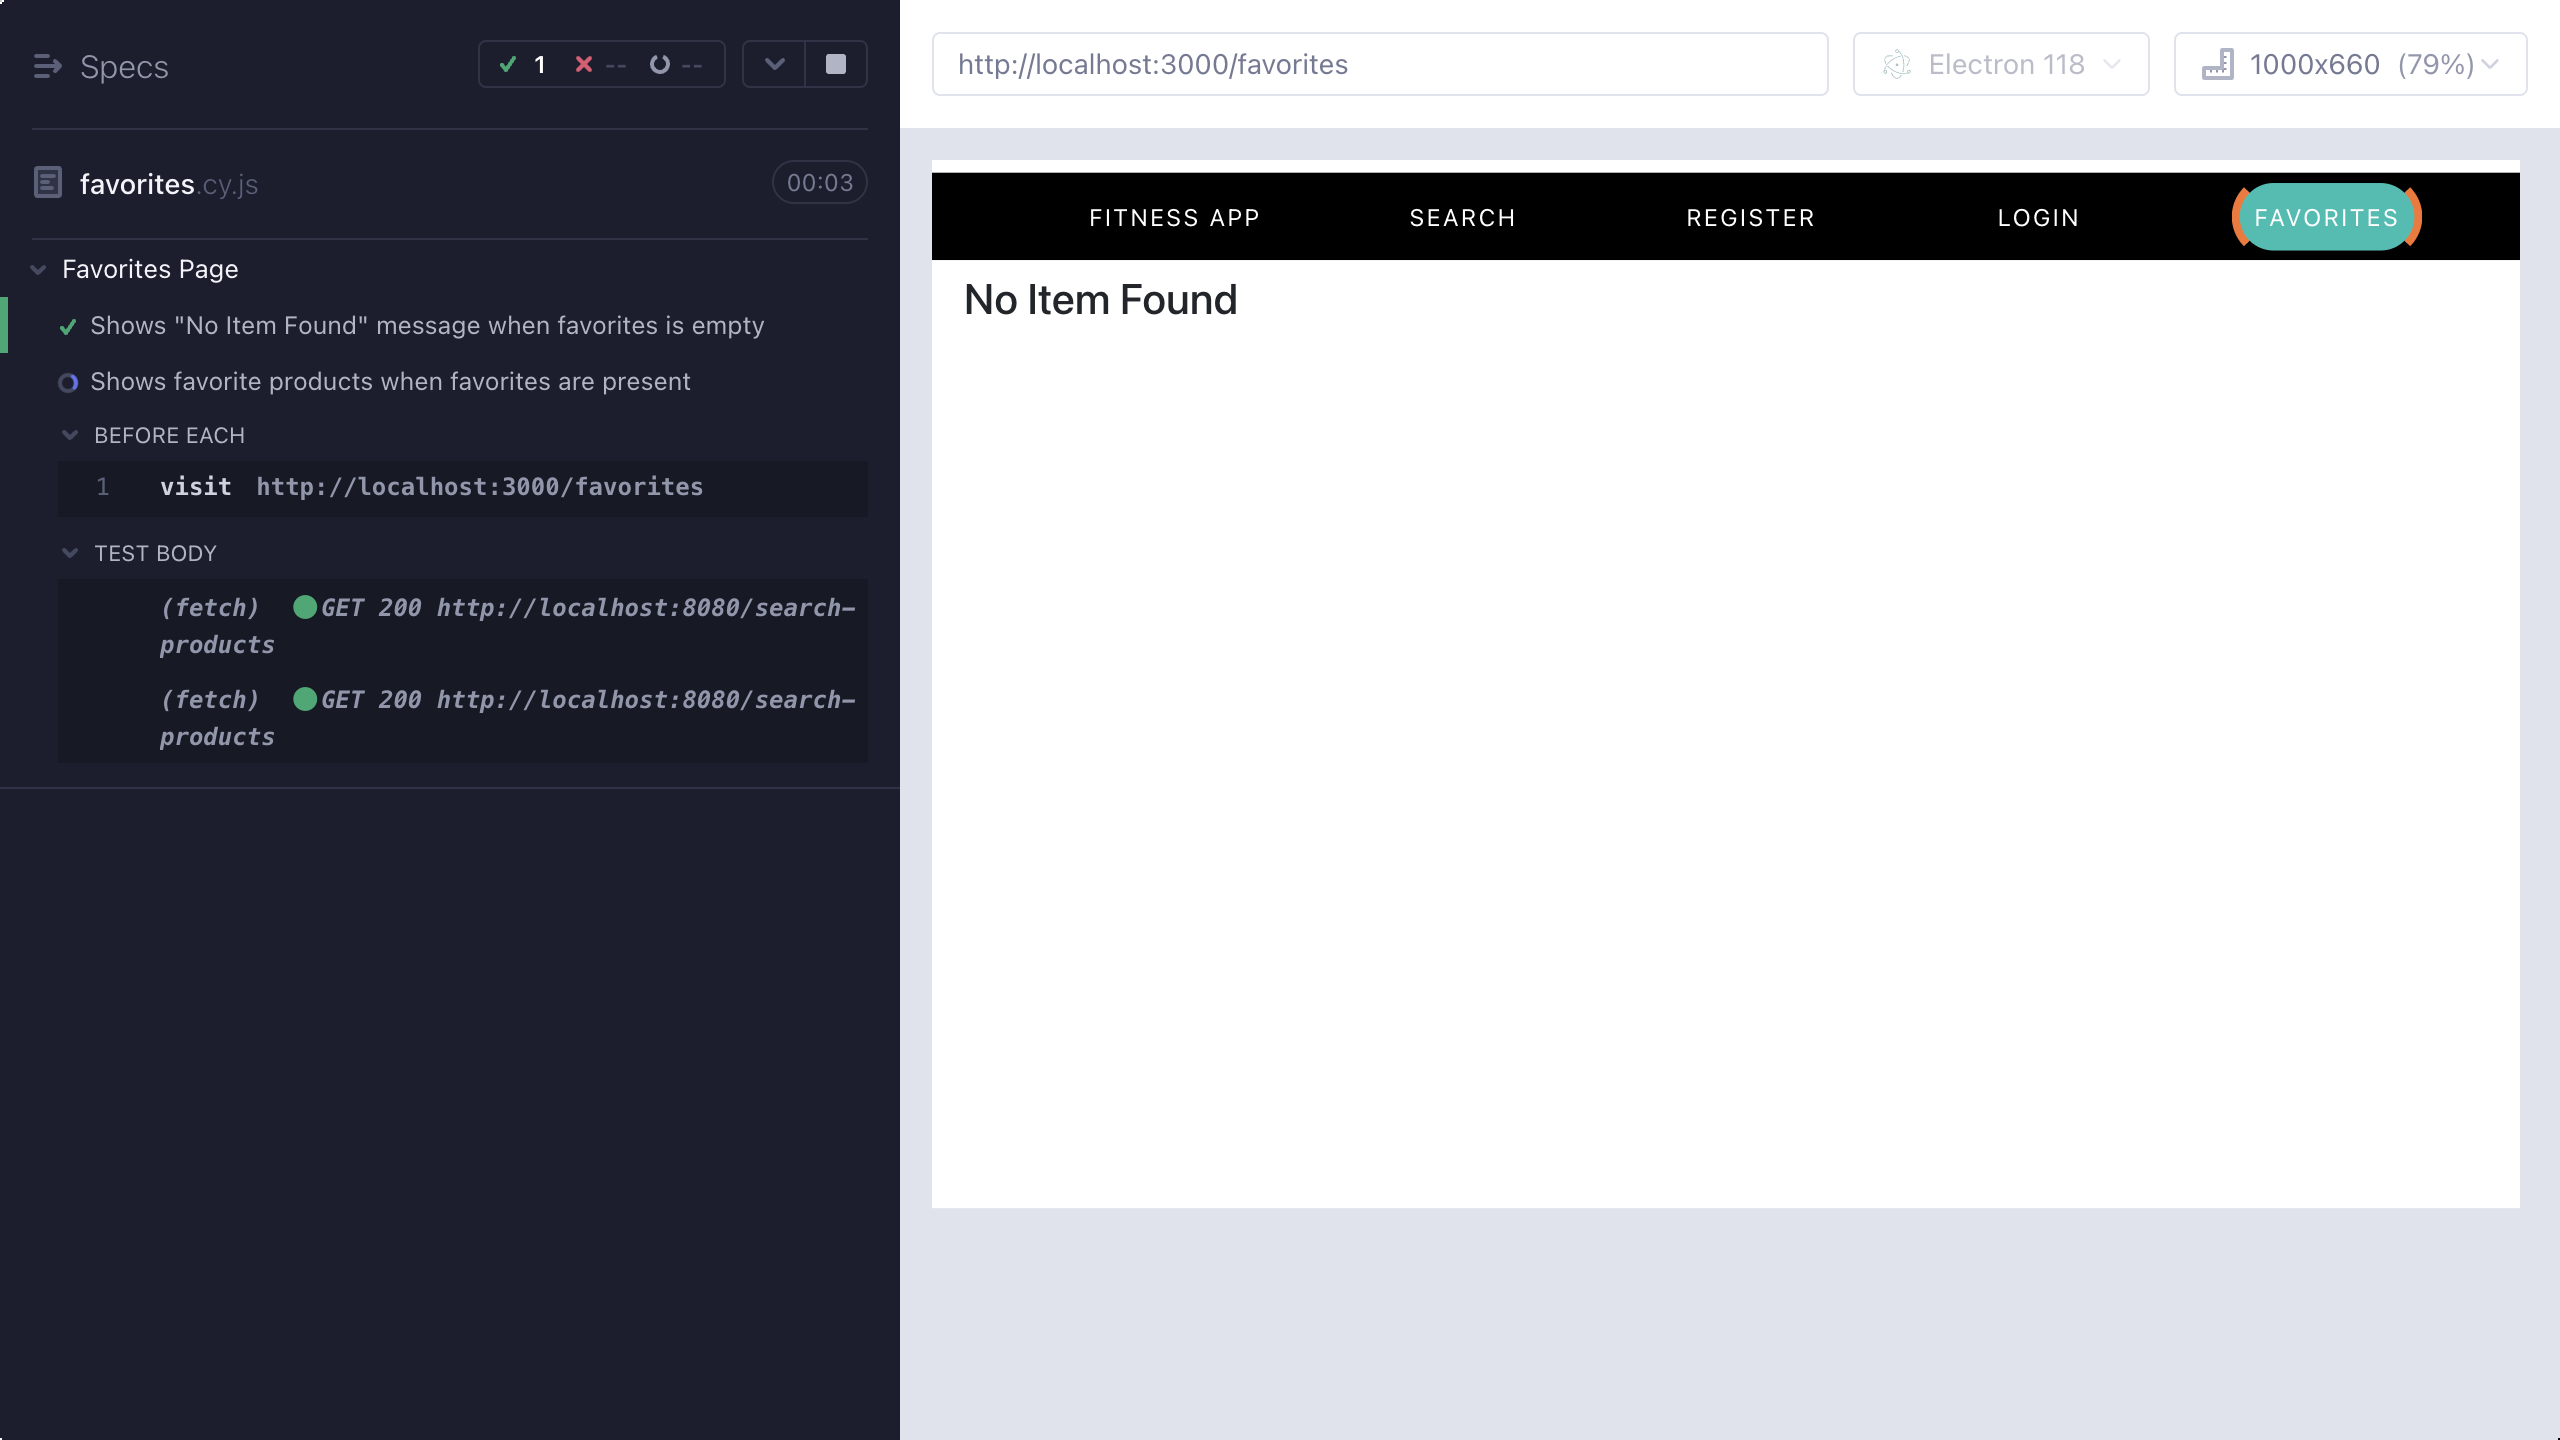 Specs
1
--
--
favorites.cy.js
00:03
Favorites Page
Shows "No Item Found" message when favorites is empty
Shows favorite products when favorites are present
BEFORE EACH
1 visit http://localhost:3000/favorites
TEST BODY
(fetch) GET 200 http://localhost:8080/search-
products
(fetch) GET 200 http://localhost:8080/search-
products
http://localhost:3000/favorites
Electron 118
1000x660 (79%)
FITNESS APP
SEARCH
REGISTER
LOGIN
FAVORITES
No Item Found